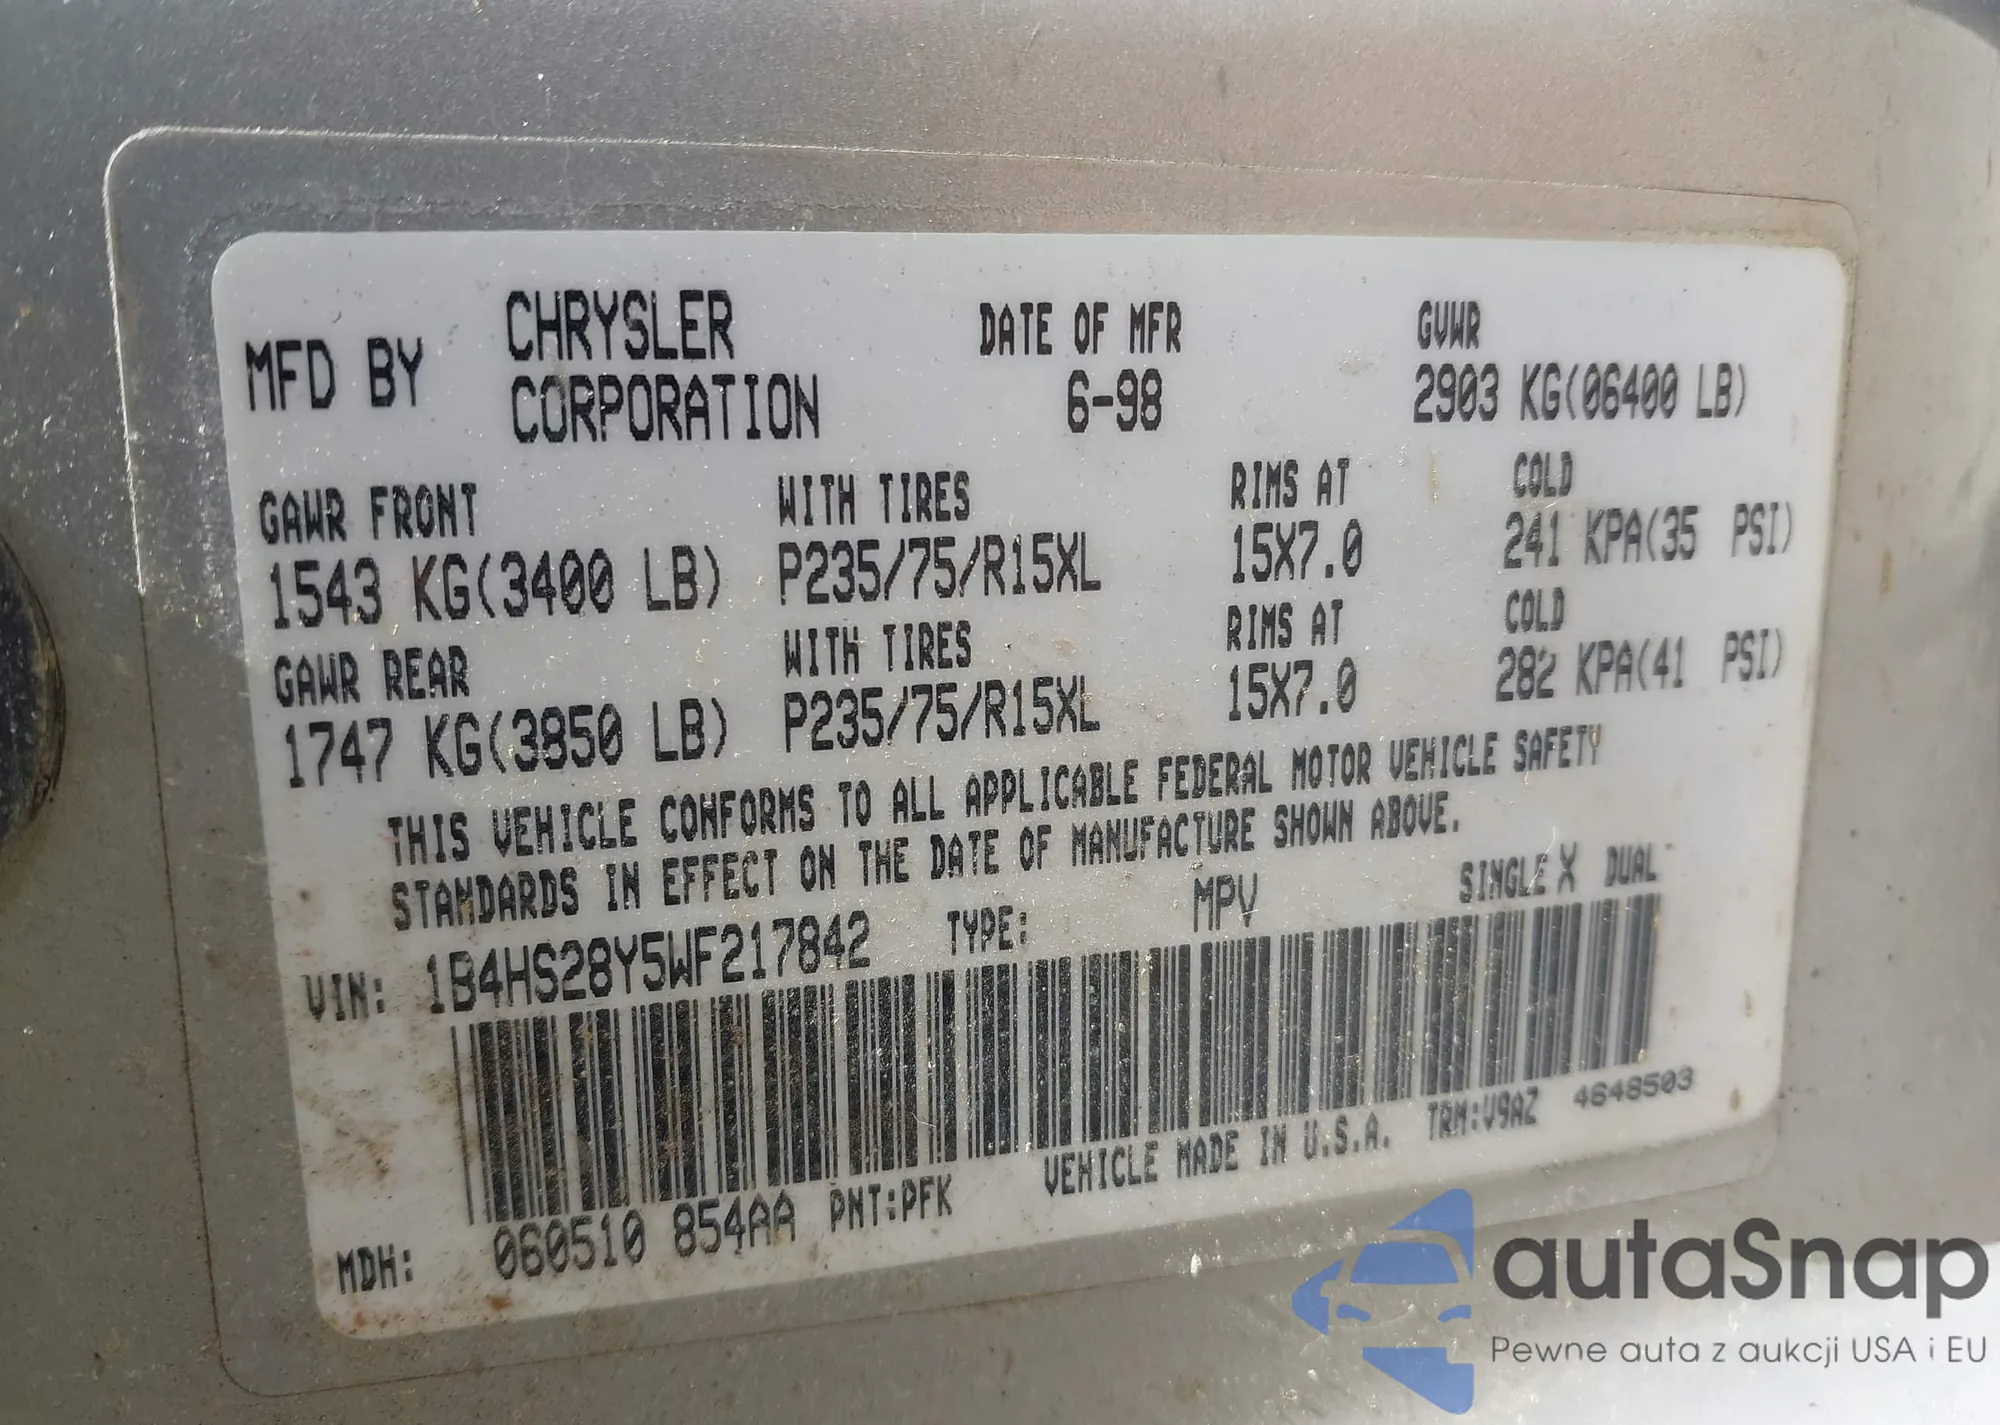 MFD BY CHRYSLER CORPORATION DATE OF MFR 6-98 GVWR 2903 KG(06400 LB)
GAWR FRONT WITH TIRES RIMS AT COLD
1543 KG(3400 LB) P235/75/R15XL 15X7.0 241 KPA(35 PSI)
GAWR REAR WITH TIRES RIMS AT COLD
1747 KG(3850 LB) P235/75/R15XL 15X7.0 282 KPA(41 PSI)
THIS VEHICLE CONFORMS TO ALL APPLICABLE FEDERAL MOTOR VEHICLE SAFETY
STANDARDS IN EFFECT ON THE DATE OF MANUFACTURE SHOWN ABOVE.
VIN: 1B4HS28Y5WF217842 TYPE: MPV SINGLE X DUAL
MDH: 060510 854AA PNT:PFK VEHICLE MADE IN U.S.A. TRM:V9AZ 4648503
autaSnap
Pewne auta z aukcji USA i EU